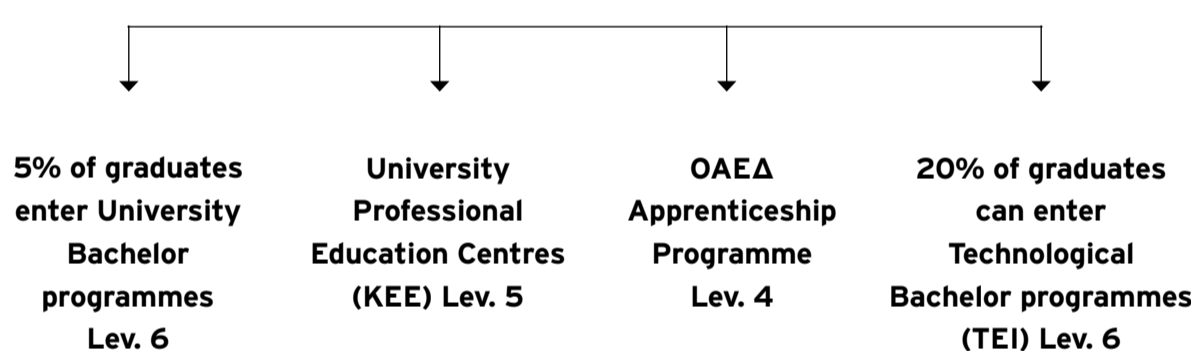 5% of graduates
enter University
Bachelor
programmes
Lev. 6
University
Professional
Education Centres
(KEE) Lev. 5
ΟΑΕΔ
Apprenticeship
Programme
Lev. 4
20% of graduates
can enter
Technological
Bachelor programmes
(TEI) Lev. 6